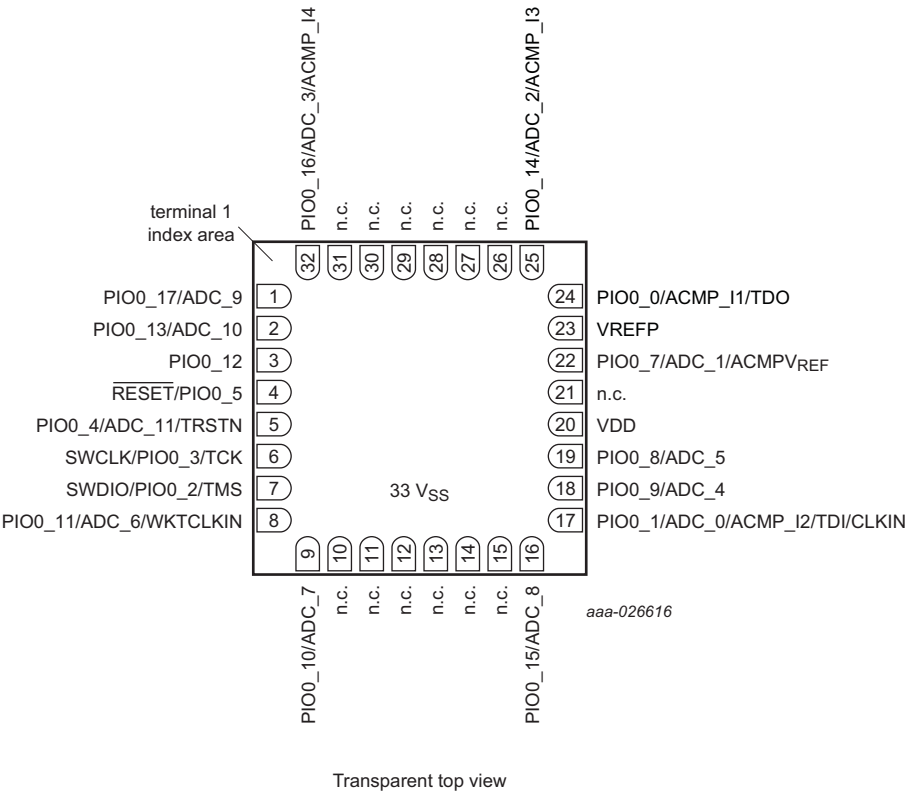 PIO0_16/ADC_3/ACMP_I4
n.c.
n.c.
n.c.
n.c.
n.c.
n.c.
PIO0_14/ADC_2/ACMP_I3
terminal 1
index area
32
31
30
29
28
27
26
25
PIO0_17/ADC_9 1
PIO0_13/ADC_10 2
PIO0_12 3
RESET/PIO0_5 4
PIO0_4/ADC_11/TRSTN 5
SWCLK/PIO0_3/TCK 6
SWDIO/PIO0_2/TMS 7
PIO0_11/ADC_6/WKTCLKIN 8
33 VSS
24 PIO0_0/ACMP_I1/TDO
23 VREFP
22 PIO0_7/ADC_1/ACMPVREF
21 n.c.
20 VDD
19 PIO0_8/ADC_5
18 PIO0_9/ADC_4
17 PIO0_1/ADC_0/ACMP_I2/TDI/CLKIN
9
10
11
12
13
14
15
16
PIO0_10/ADC_7
n.c.
n.c.
n.c.
n.c.
n.c.
n.c.
PIO0_15/ADC_8
aaa-026616
Transparent top view